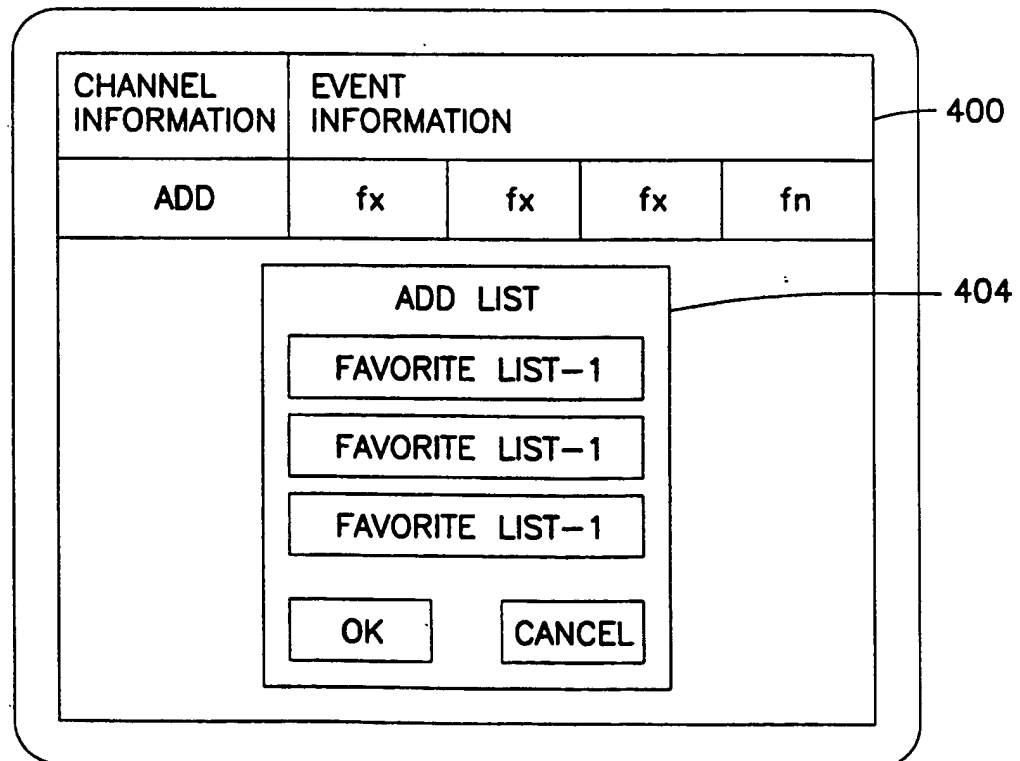 CHANNEL INFORMATION
EVENT INFORMATION
400
ADD fx fx fx fn
ADD LIST
404
FAVORITE LIST-1
FAVORITE LIST-1
FAVORITE LIST-1
OK CANCEL